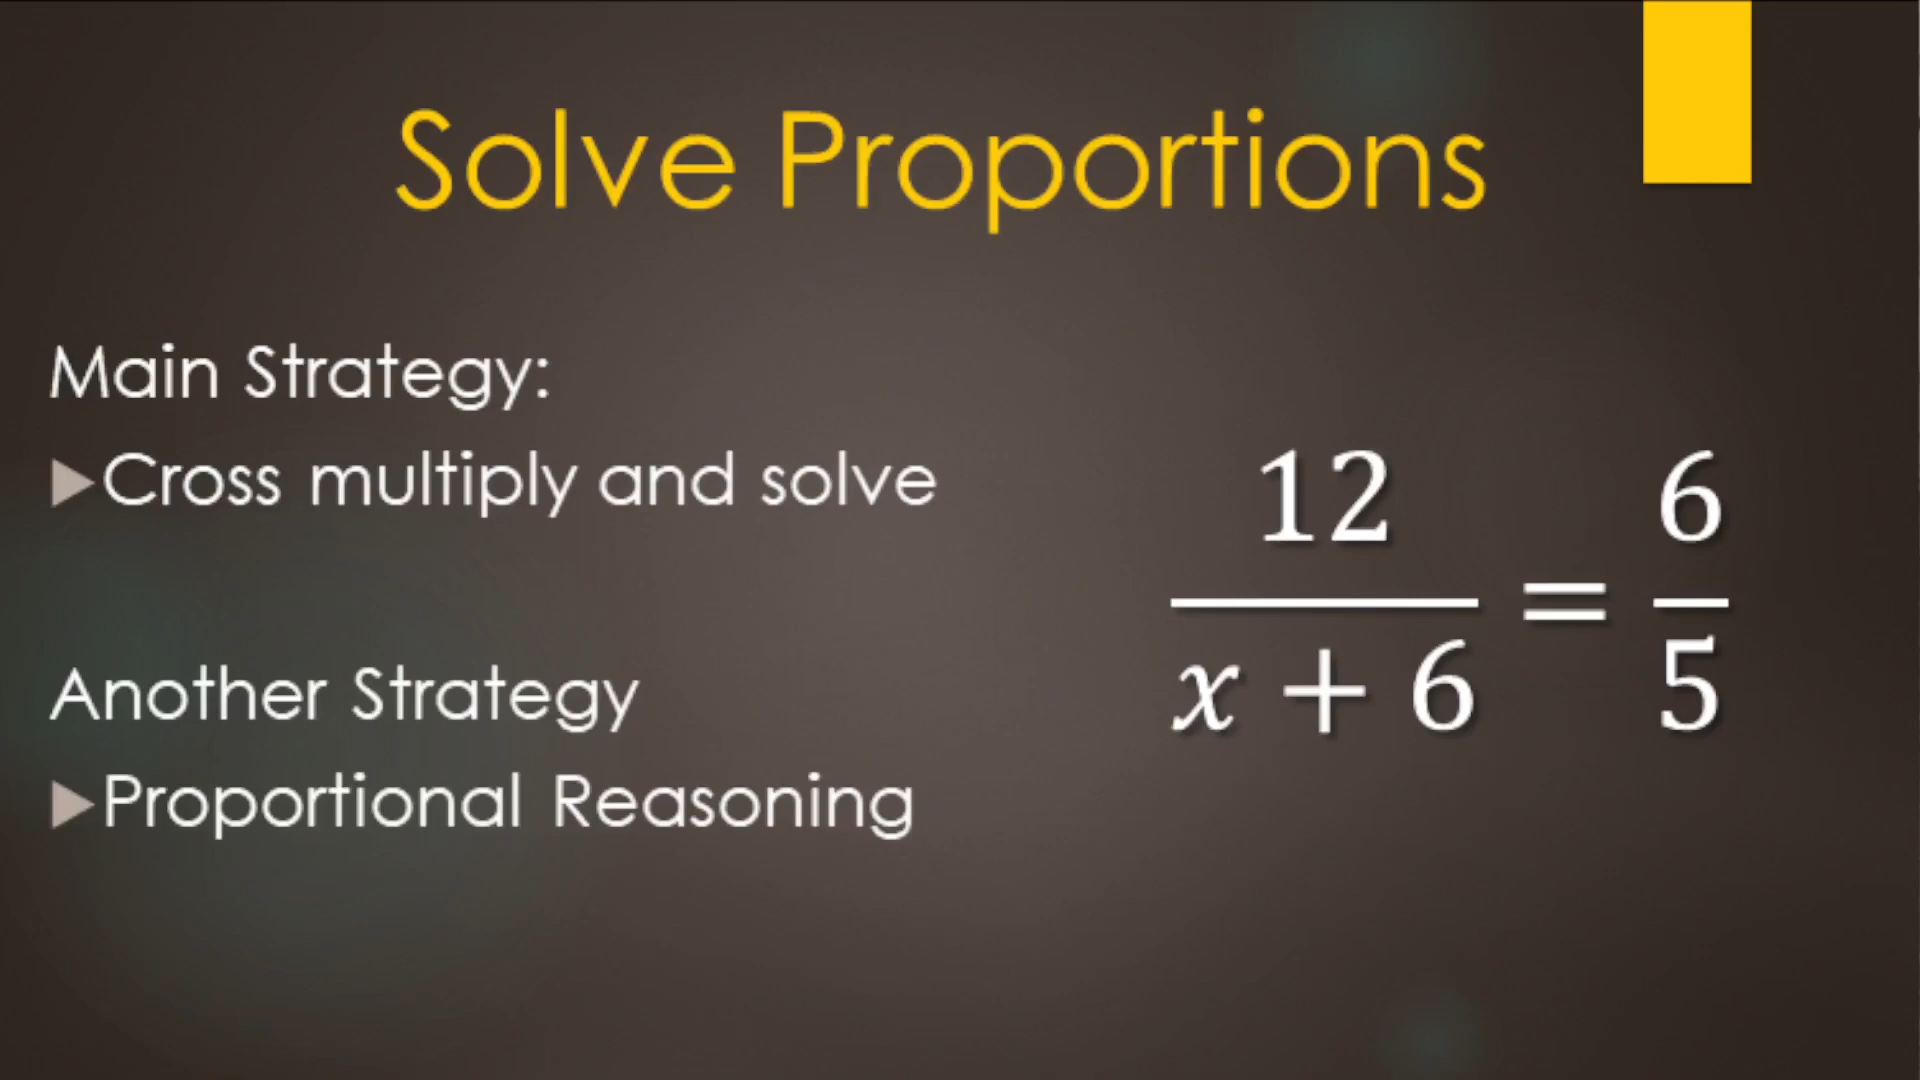 Solve Proportions
Main Strategy:
Cross multiply and solve
Another Strategy
Proportional Reasoning
12
x + 6
=
6
5